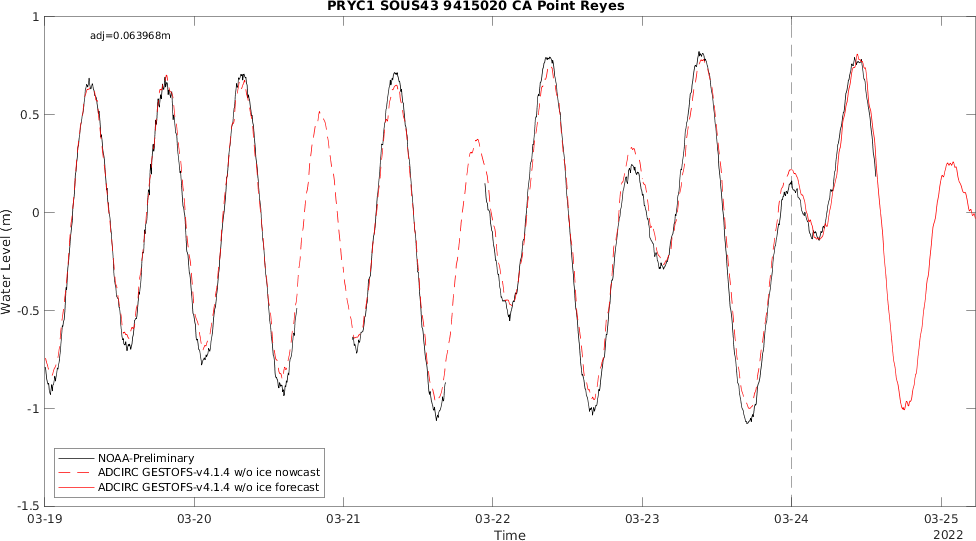 PRYC1 SOUS43 9415020 CA Point Reyes
adj=0.063968m
1
0.5
0
-0.5
-1
-1.5
Water Level (m)
NOAA-Preliminary
ADCIRC GESTOFS-v4.1.4 w/o ice nowcast
ADCIRC GESTOFS-v4.1.4 w/o ice forecast
03-19 03-20 03-21 03-22 03-23 03-24 03-25
Time
2022